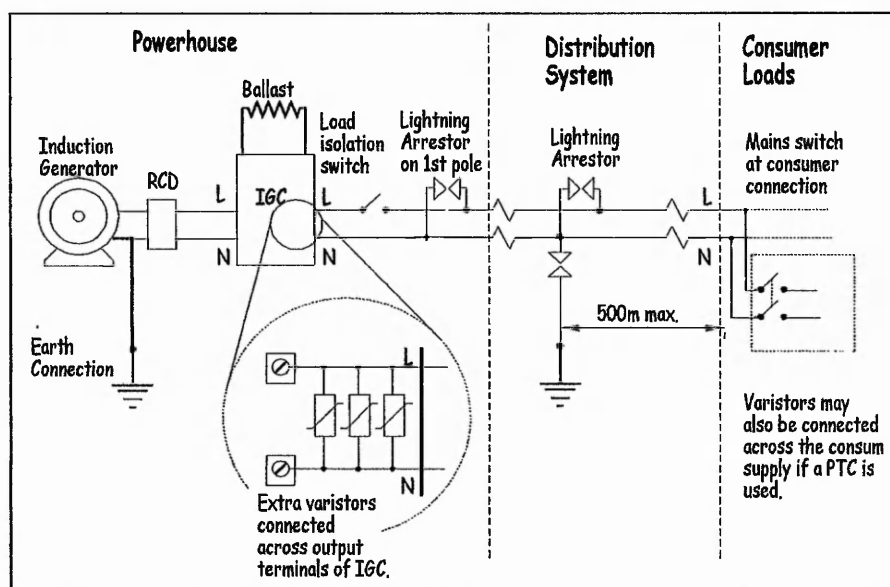 Powerhouse
Distribution
System
Consumer
Loads
Ballast
Load
isolation
switch
Lightning
Arrestor
on 1st pole
Lightning
Arrestor
Mains switch
at consumer
connection
Induction
Generator
RCD
L
IGC
L
L
N
N
N
500m max.
Earth
Connection
L
N
Extra varistors
connected
across output
terminals of IGC.
Varistors may
also be connected
across the consum
supply if a PTC is
used.